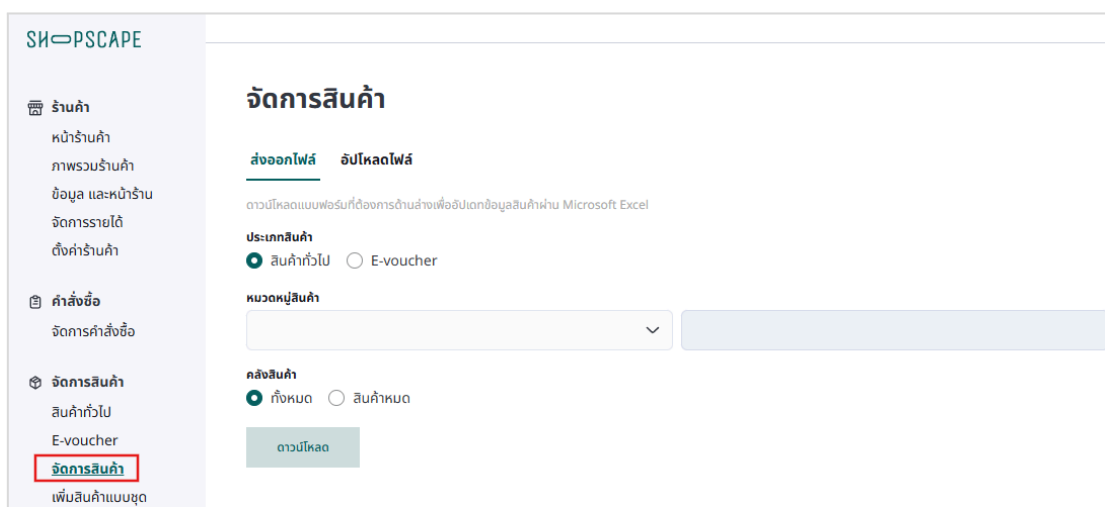 SHOPSCAPE
ร้านค้า
หน้าร้านค้า
ภาพรวมร้านค้า
ข้อมูล และหน้าร้าน
จัดการรายได้
ตั้งค่าร้านค้า
คำสั่งซื้อ
จัดการคำสั่งซื้อ
จัดการสินค้า
สินค้าทั่วไป
E-voucher
จัดการสินค้า
เพิ่มสินค้าแบบชุด
จัดการสินค้า
ส่งออกไฟล์ อัปโหลดไฟล์
ดาวน์โหลดแบบฟอร์มที่ต้องการด้านล่างเพื่ออัปเดทข้อมูลสินค้าผ่าน Microsoft Excel
ประเภทสินค้า
สินค้าทั่วไป E-voucher
หมวดหมู่สินค้า
คลังสินค้า
ทั้งหมด สินค้าหมด
ดาวน์โหลด